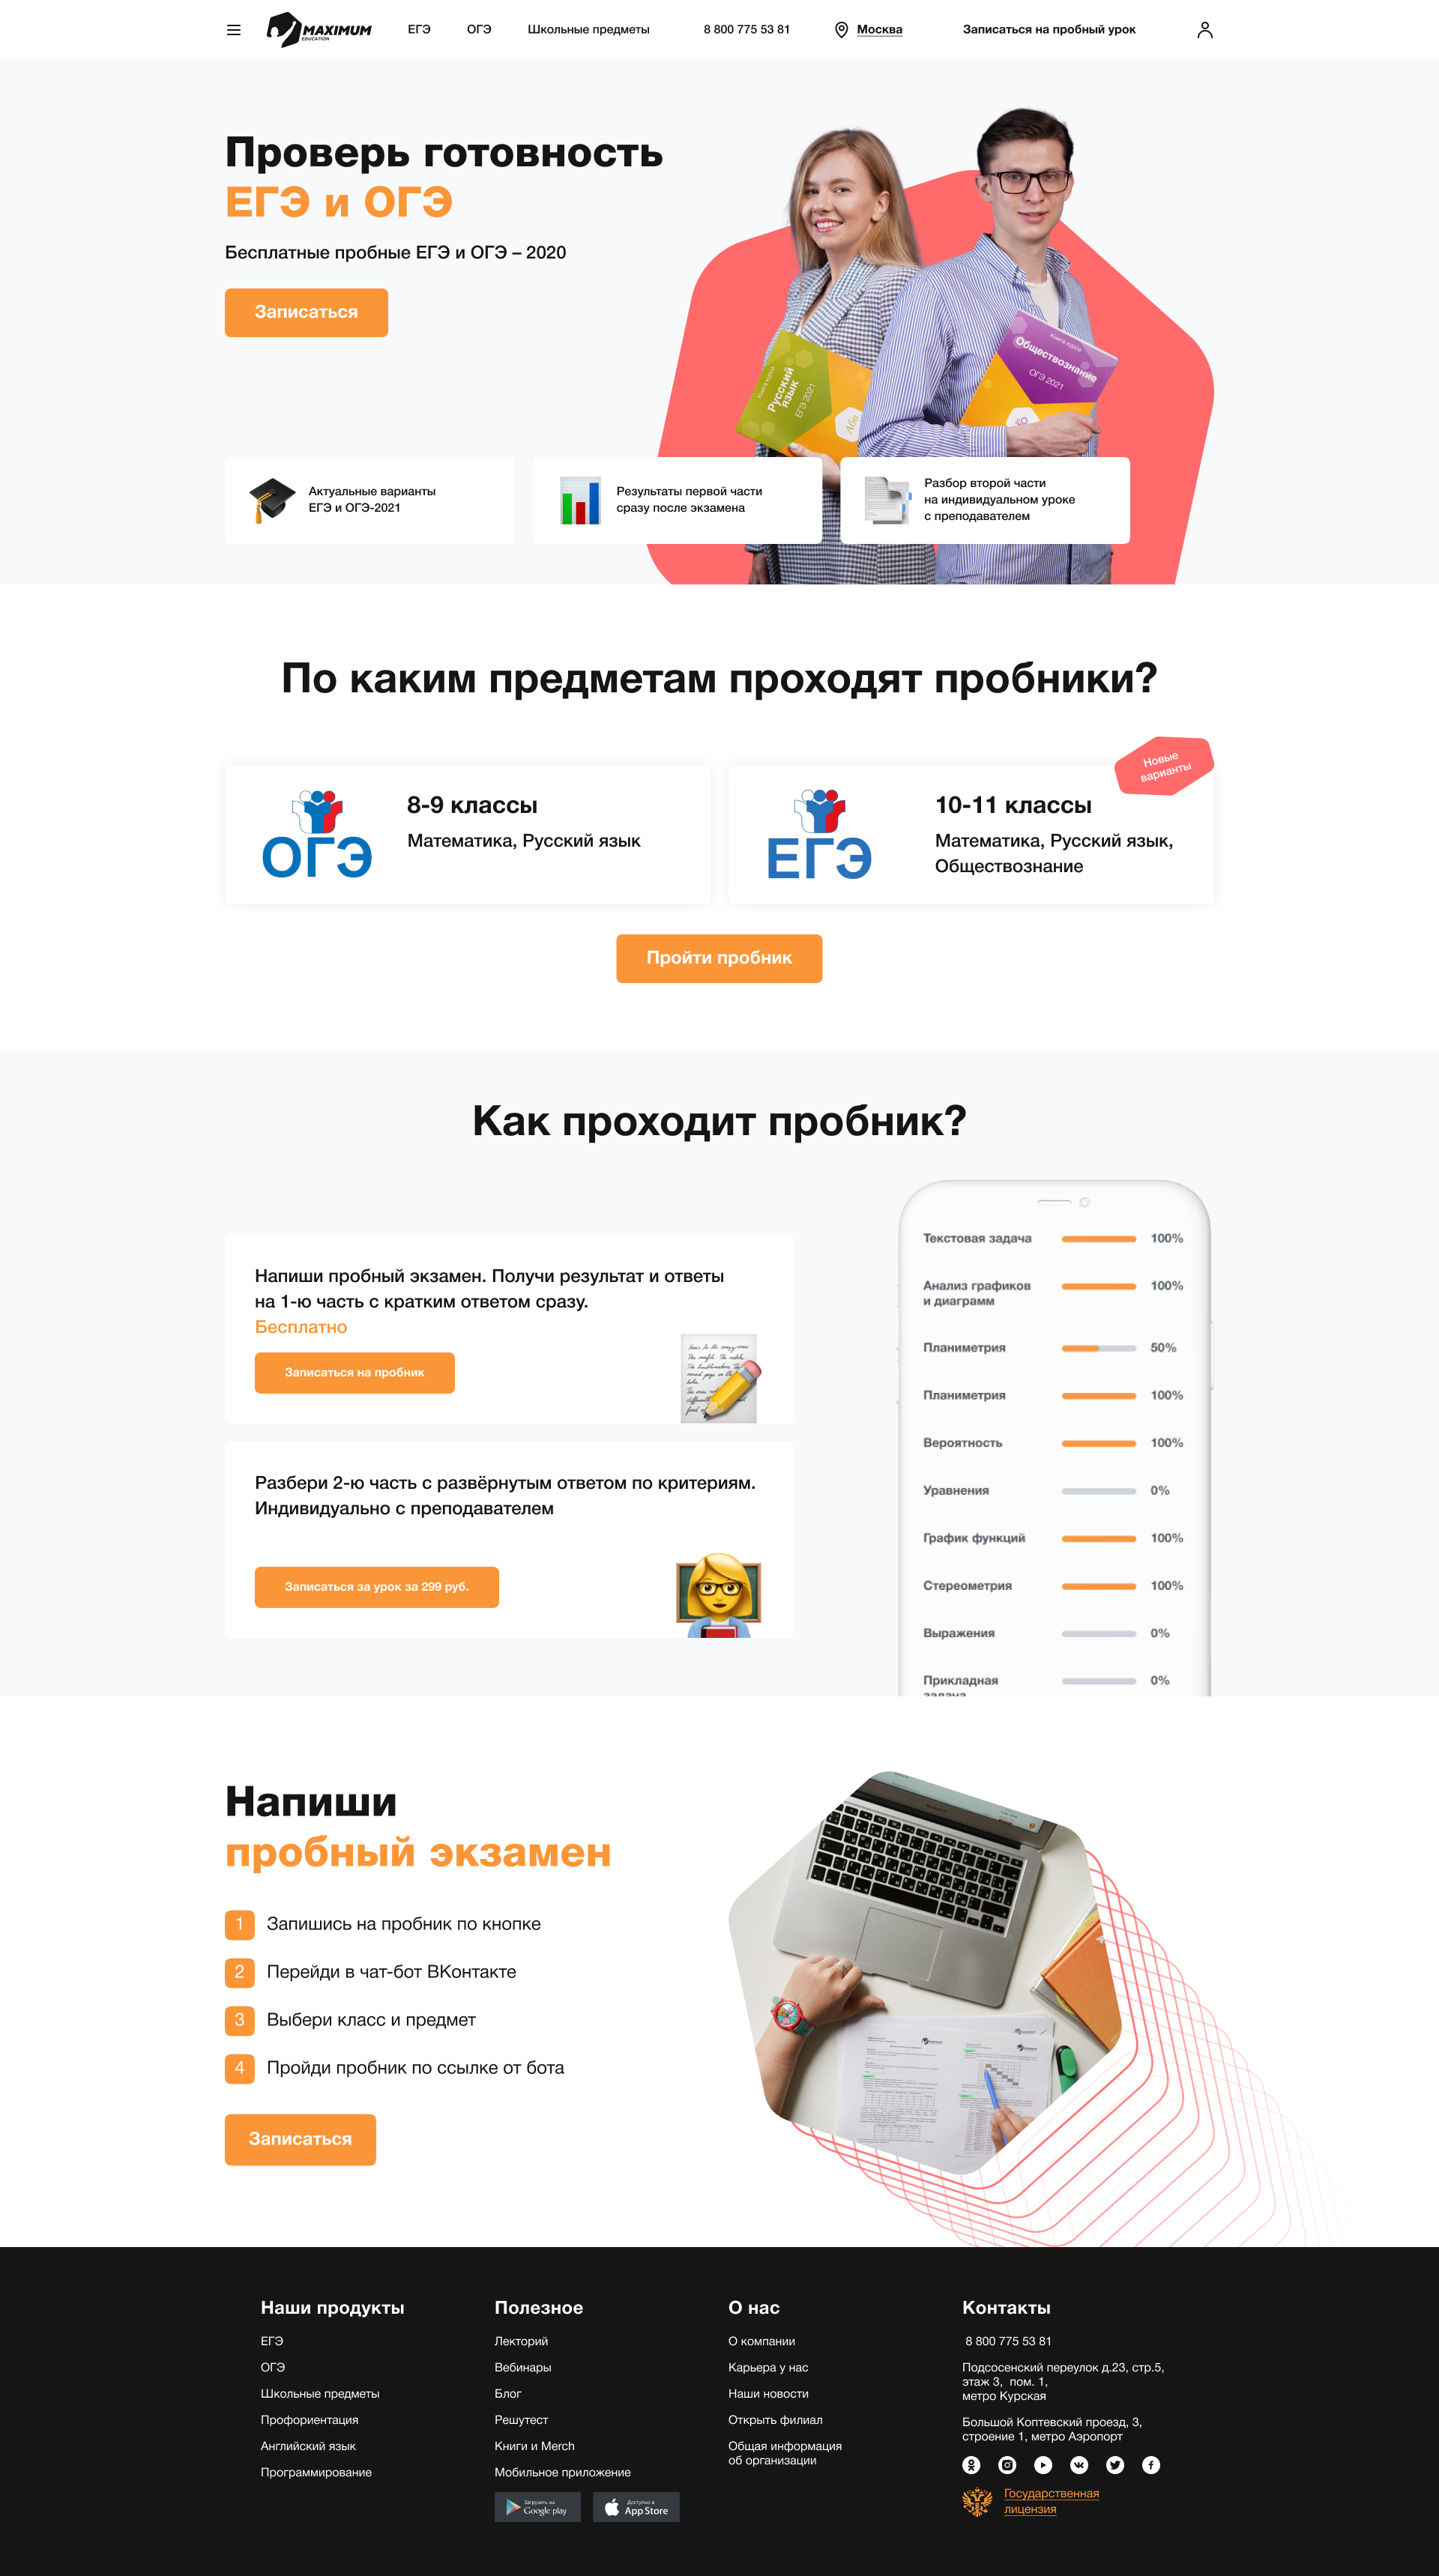 MAXIMUM
EDUCATION
ЕГЭ
ОГЭ
Школьные предметы
8 800 775 53 81
Москва
Записаться на пробный урок
Проверь готовность
ЕГЭ и ОГЭ
Бесплатные пробные ЕГЭ и ОГЭ – 2020
Записаться
Книга курса
Русский
язык
ЕГЭ 2021
Абв
Книга курса
Обществознание
ОГЭ 2021
Актуальные варианты
ЕГЭ и ОГЭ-2021
Результаты первой части
сразу после экзамена
Разбор второй части
на индивидуальном уроке
с преподавателем
По каким предметам проходят пробники?
ОГЭ
8-9 классы
Математика, Русский язык
ЕГЭ
10-11 классы
Математика, Русский язык,
Обществознание
Новые
варианты
Пройти пробник
Как проходит пробник?
Напиши пробный экзамен. Получи результат и ответы
на 1-ю часть с кратким ответом сразу.
Бесплатно
Записаться на пробник
Разбери 2-ю часть с развёрнутым ответом по критериям.
Индивидуально с преподавателем
Записаться за урок за 299 руб.
Текстовая задача 100%
Анализ графиков
и диаграмм 100%
Планиметрия 50%
Планиметрия 100%
Вероятность 100%
Уравнения 0%
График функций 100%
Стереометрия 100%
Выражения 0%
Прикладная 0%
задача
Напиши
пробный экзамен
1 Запишись на пробник по кнопке
2 Перейди в чат-бот ВКонтакте
3 Выбери класс и предмет
4 Пройди пробник по ссылке от бота
Записаться
Наши продукты
ЕГЭ
ОГЭ
Школьные предметы
Профориентация
Английский язык
Программирование
Полезное
Лекторий
Вебинары
Блог
Решутест
Книги и Merch
Мобильное приложение
Загрузить на
Google play
Доступно в
App Store
О нас
О компании
Карьера у нас
Наши новости
Открыть филиал
Общая информация
об организации
Контакты
8 800 775 53 81
Подсосенский переулок д.23, стр.5,
этаж 3, пом. 1,
метро Курская
Большой Коптевский проезд, 3,
строение 1, метро Аэропорт
Государственная
лицензия